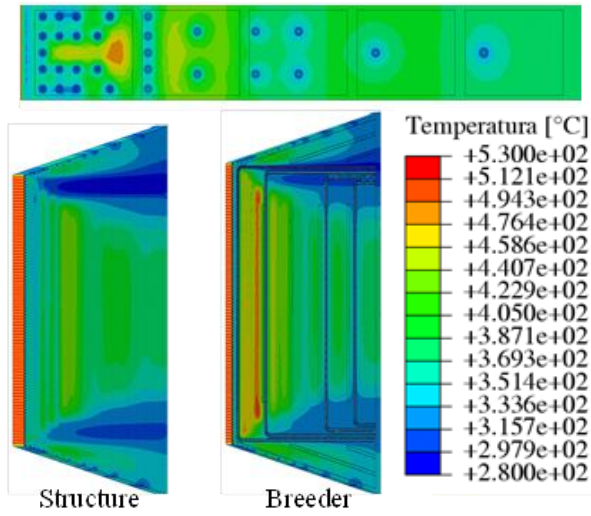 Temperatura [°C]
+5.300e+02
+5.121e+02
+4.943e+02
+4.764e+02
+4.586e+02
+4.407e+02
+4.229e+02
+4.050e+02
+3.871e+02
+3.693e+02
+3.514e+02
+3.336e+02
+3.157e+02
+2.979e+02
+2.800e+02
Structure
Breeder